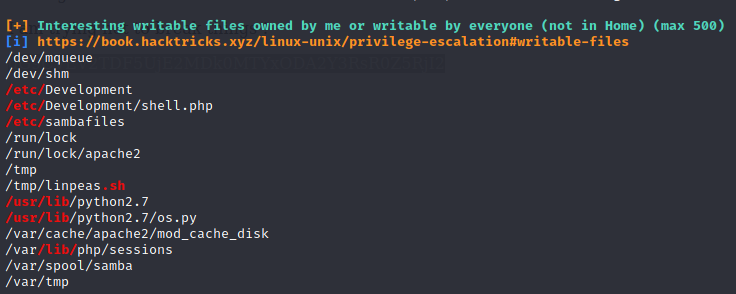 [+] Interesting writable files owned by me or writable by everyone (not in Home) (max 500)
[i] https://book.hacktricks.xyz/linux-unix/privilege-escalation#writable-files
/dev/mqueue
/dev/shm
/etc/Development
/etc/Development/shell.php
/etc/sambafiles
/run/lock
/run/lock/apache2
/tmp
/tmp/linpeas.sh
/usr/lib/python2.7
/usr/lib/python2.7/os.py
/var/cache/apache2/mod_cache_disk
/var/lib/php/sessions
/var/spool/samba
/var/tmp